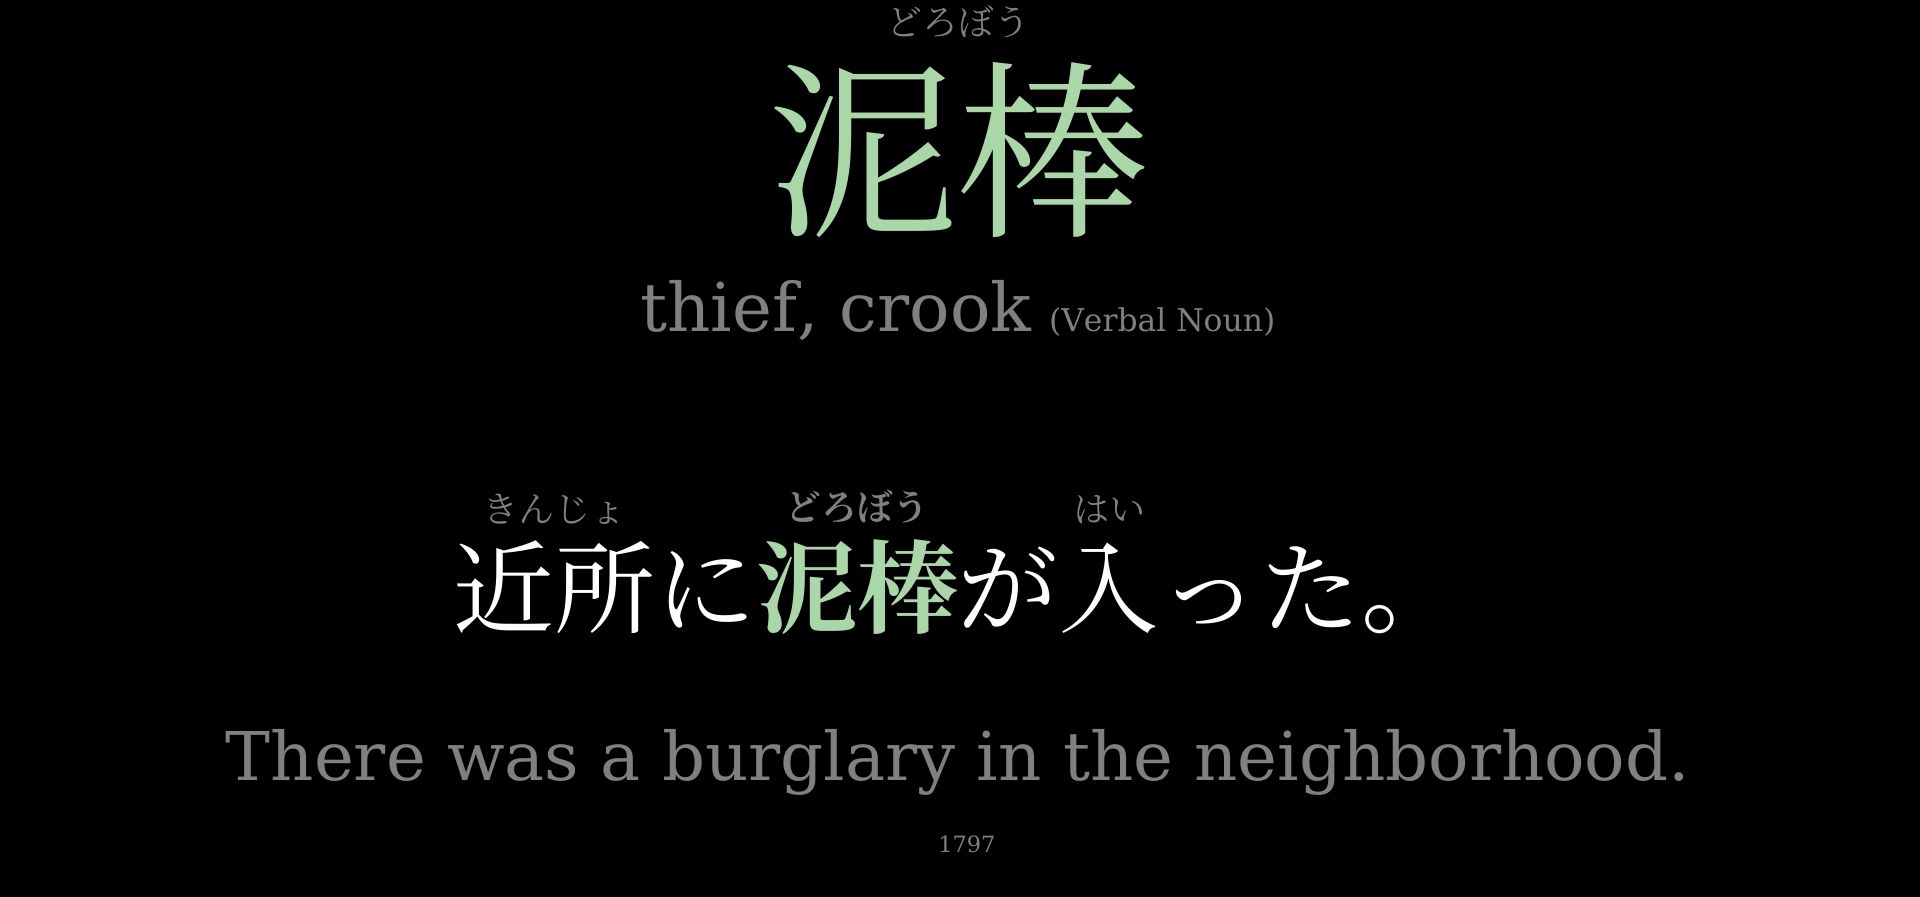 どろぼう
泥棒
thief, crook (Verbal Noun)
きんじょ どろぼう はい
近所に泥棒が入った。
There was a burglary in the neighborhood.
1797